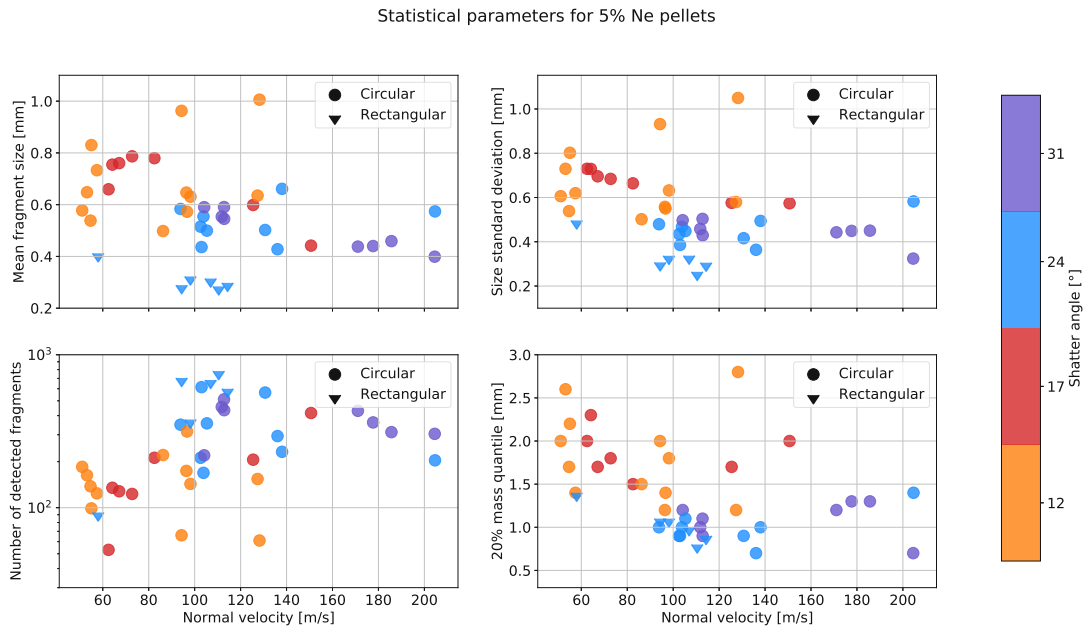 Statistical parameters for 5% Ne pellets
Mean fragment size [mm]
1.0
0.8
0.6
0.4
0.2
Circular
Rectangular
Size standard deviation [mm]
1.0
0.8
0.6
0.4
0.2
Circular
Rectangular
Number of detected fragments
10³
10²
Circular
Rectangular
60 80 100 120 140 160 180 200
Normal velocity [m/s]
20% mass quantile [mm]
3.0
2.5
2.0
1.5
1.0
0.5
Circular
Rectangular
60 80 100 120 140 160 180 200
Normal velocity [m/s]
31
24
17
12
Shatter angle [°]